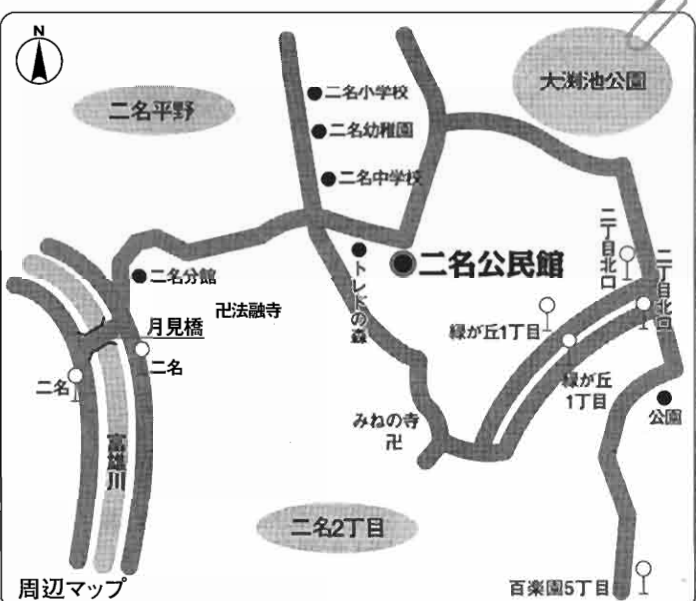 N
大渕池公園
二名平野
二名小学校
二名幼稚園
二名中学校
二名公民館
トレドの森
二丁目北口
二丁目北口
二名分館
卍法融寺
月見橋
二名
二名
緑が丘1丁目
緑が丘
1丁目
公園
みねの寺
卍
富雄川
二名2丁目
百楽園5丁目
周辺マップ